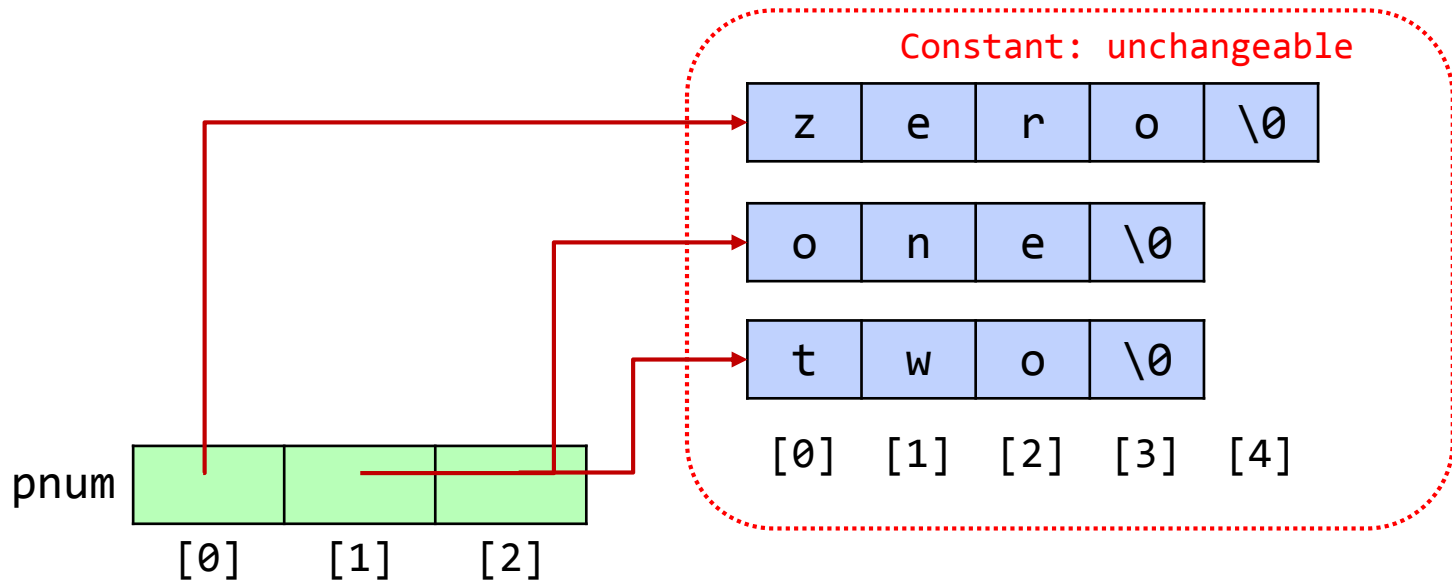 Constant: unchangeable
z e r o \0
o n e \0
t w o \0
[0] [1] [2] [3] [4]
pnum
[0] [1] [2]